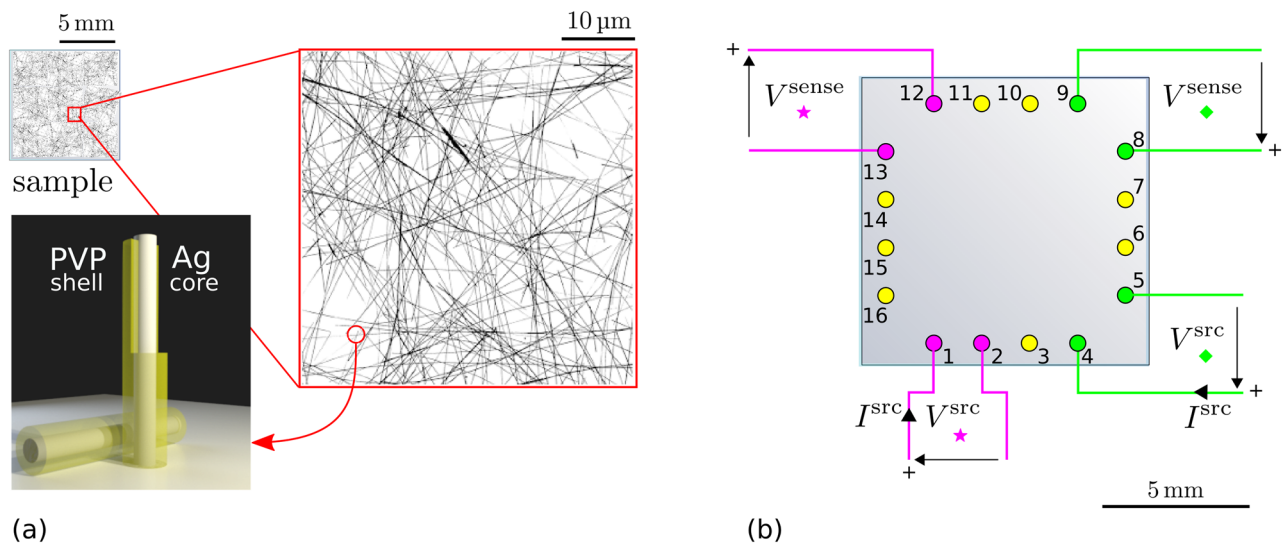 5 mm
10 µm
sample
PVP
shell
Ag
core
(a)
+
V^sense
12
11
10
9
V^sense
+
13
14
15
16
8
7
6
5
1
2
3
4
V^src
+
I^src
V^src
+
I^src
5 mm
(b)